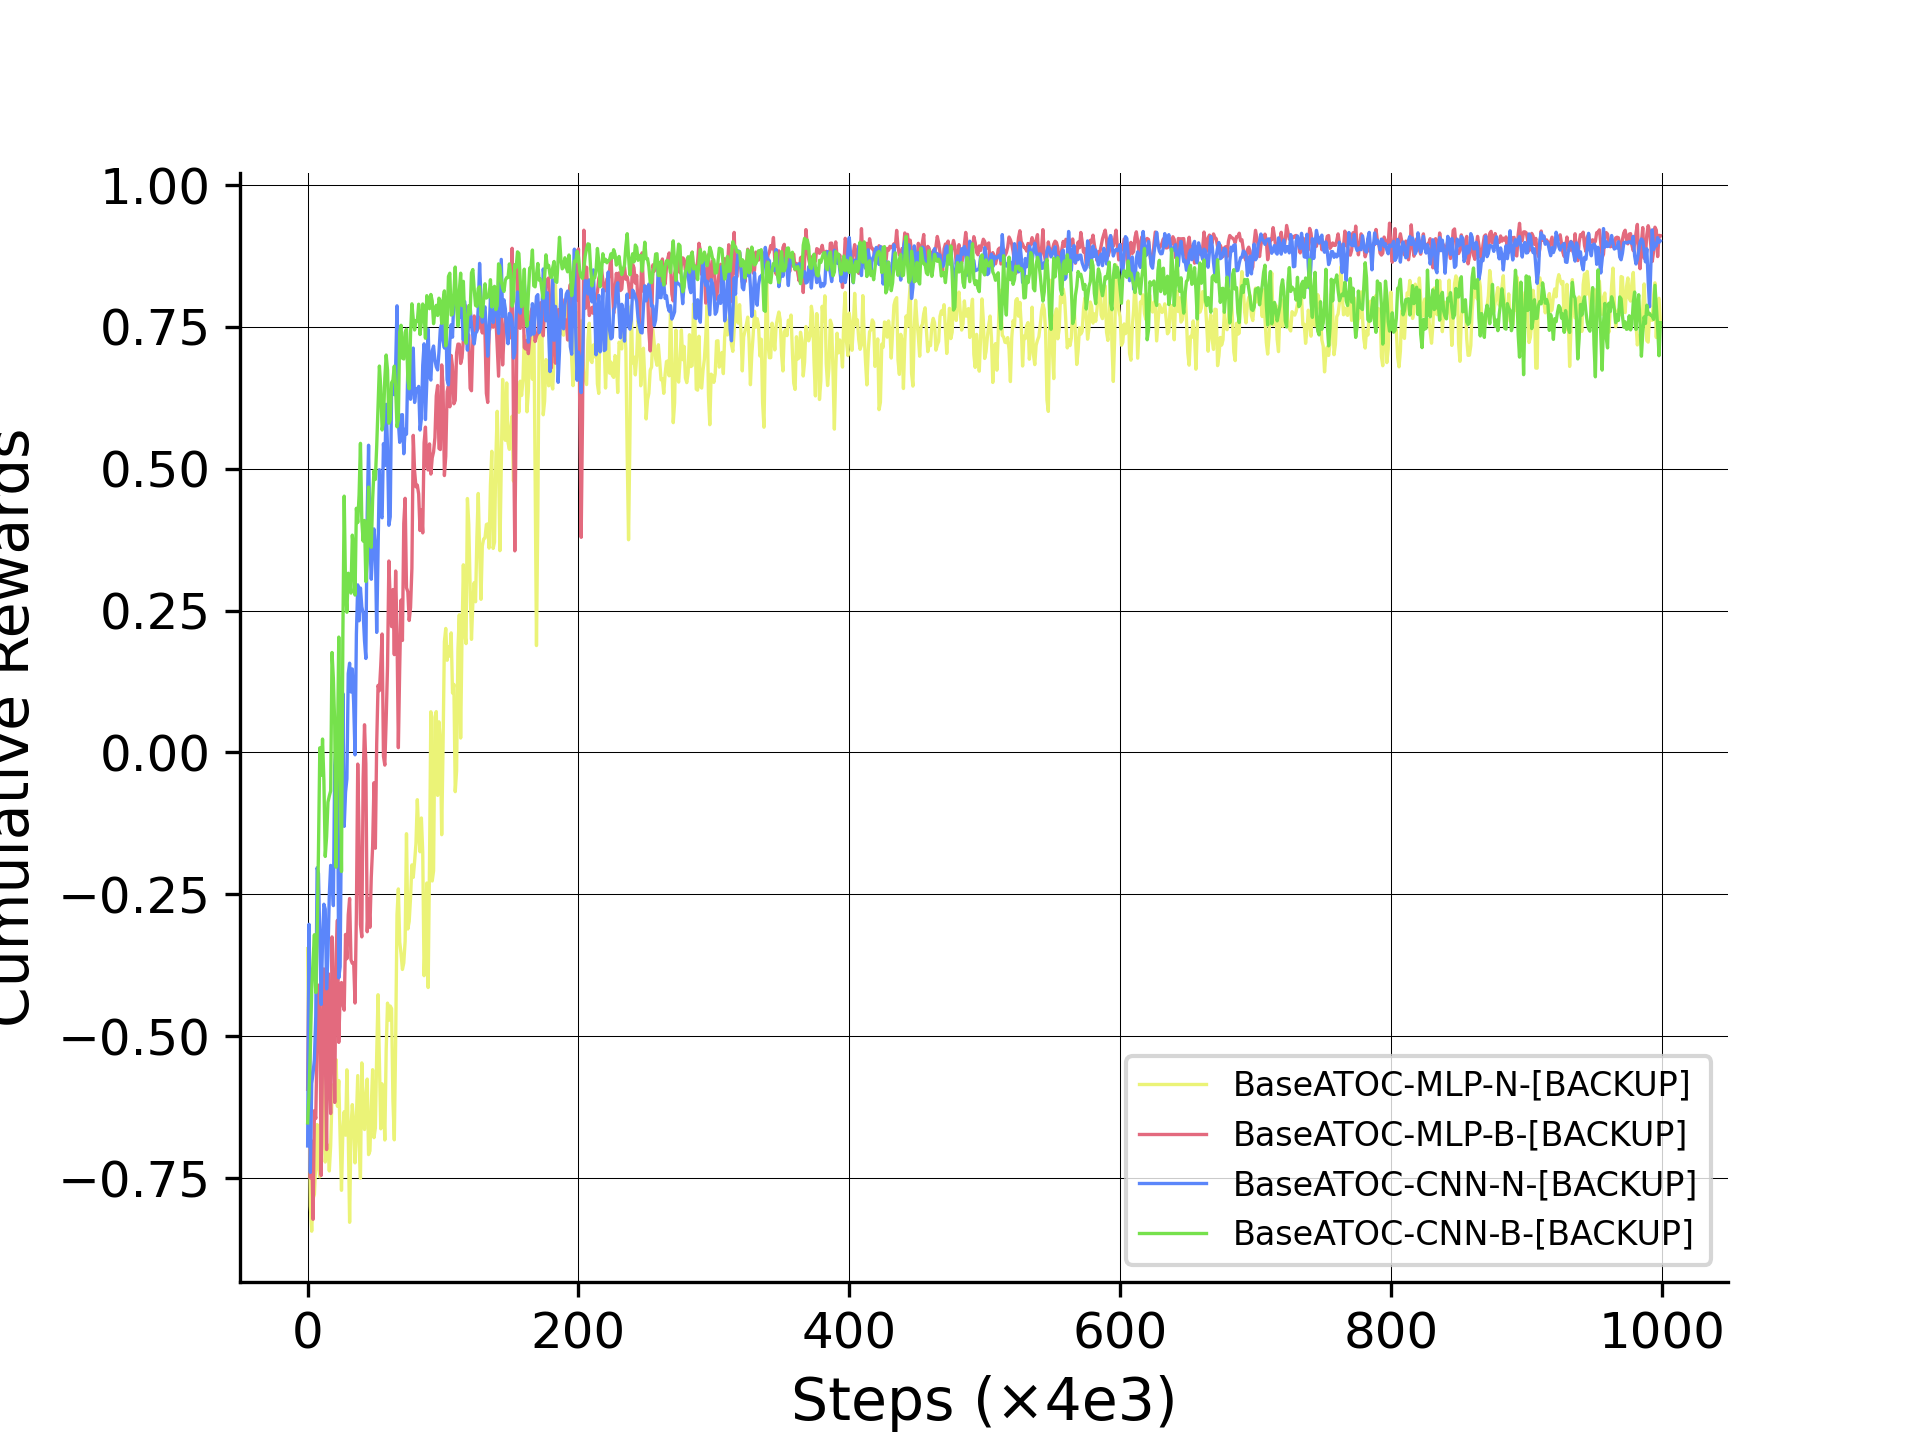 1.00
0.75
0.50
0.25
0.00
−0.25
−0.50
−0.75
Cumulative Rewards
0 200 400 600 800 1000
Steps (×4e3)
BaseATOC-MLP-N-[BACKUP]
BaseATOC-MLP-B-[BACKUP]
BaseATOC-CNN-N-[BACKUP]
BaseATOC-CNN-B-[BACKUP]